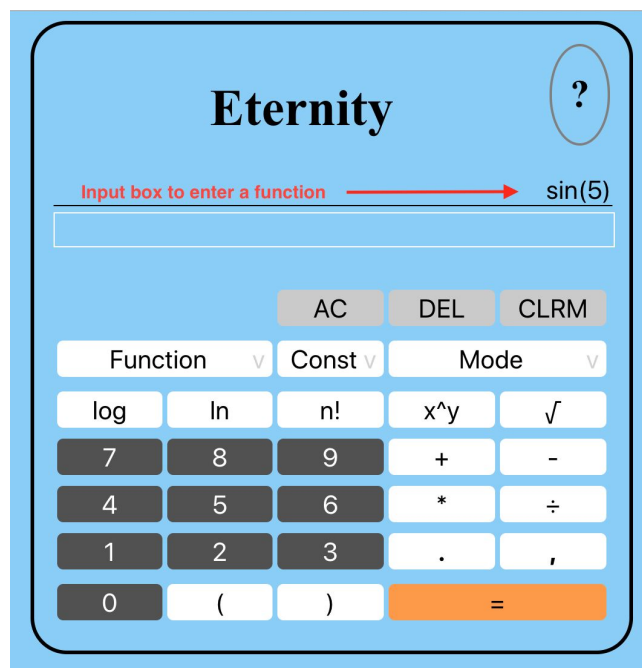 Eternity
?
Input box to enter a function
sin(5)
AC DEL CLRM
Function v Const v Mode v
log ln n! x^y √
7 8 9 + -
4 5 6 * ÷
1 2 3 . ,
0 ( ) =